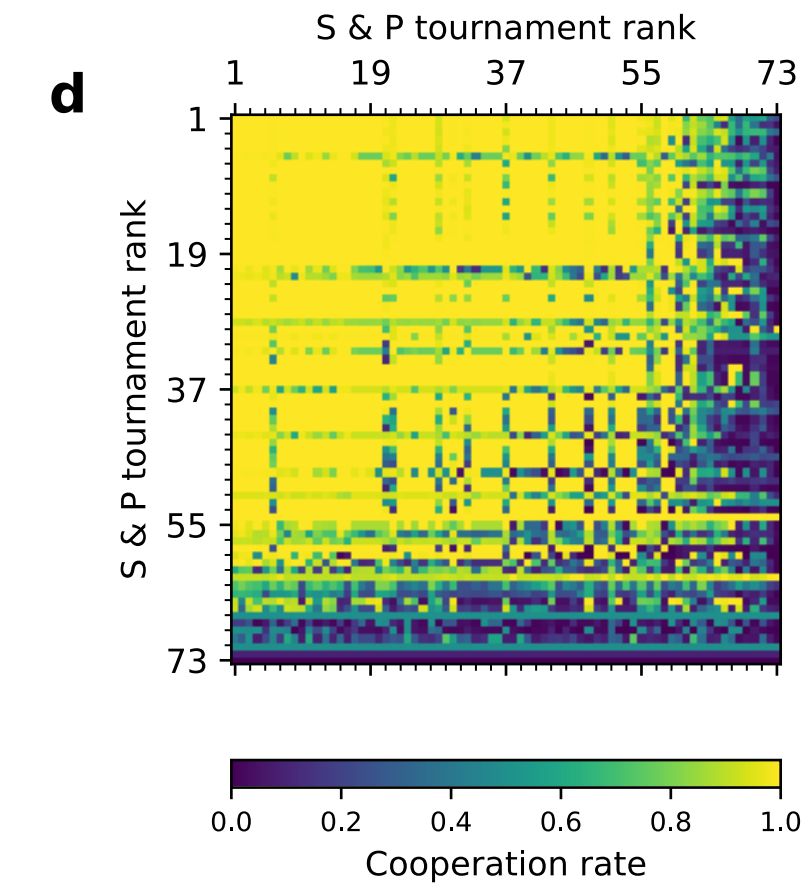 S & P tournament rank
d
1 19 37 55 73
1
19
37
55
73
S & P tournament rank
0.0 0.2 0.4 0.6 0.8 1.0
Cooperation rate